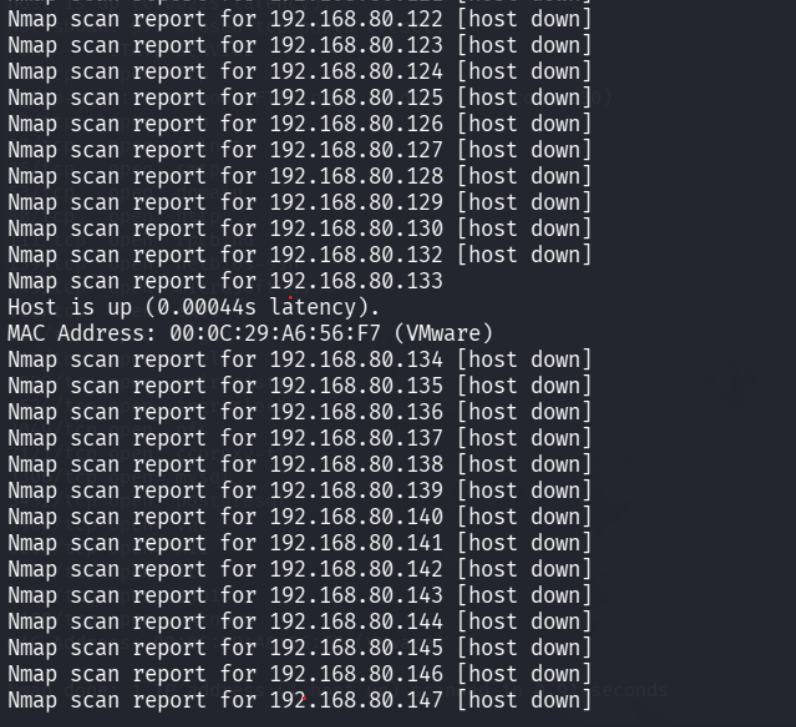 Nmap scan report for 192.168.80.122 [host down]
Nmap scan report for 192.168.80.123 [host down]
Nmap scan report for 192.168.80.124 [host down]
Nmap scan report for 192.168.80.125 [host down]
Nmap scan report for 192.168.80.126 [host down]
Nmap scan report for 192.168.80.127 [host down]
Nmap scan report for 192.168.80.128 [host down]
Nmap scan report for 192.168.80.129 [host down]
Nmap scan report for 192.168.80.130 [host down]
Nmap scan report for 192.168.80.132 [host down]
Nmap scan report for 192.168.80.133
Host is up (0.00044s latency).
MAC Address: 00:0C:29:A6:56:F7 (VMware)
Nmap scan report for 192.168.80.134 [host down]
Nmap scan report for 192.168.80.135 [host down]
Nmap scan report for 192.168.80.136 [host down]
Nmap scan report for 192.168.80.137 [host down]
Nmap scan report for 192.168.80.138 [host down]
Nmap scan report for 192.168.80.139 [host down]
Nmap scan report for 192.168.80.140 [host down]
Nmap scan report for 192.168.80.141 [host down]
Nmap scan report for 192.168.80.142 [host down]
Nmap scan report for 192.168.80.143 [host down]
Nmap scan report for 192.168.80.144 [host down]
Nmap scan report for 192.168.80.145 [host down]
Nmap scan report for 192.168.80.146 [host down]
Nmap scan report for 192.168.80.147 [host down]